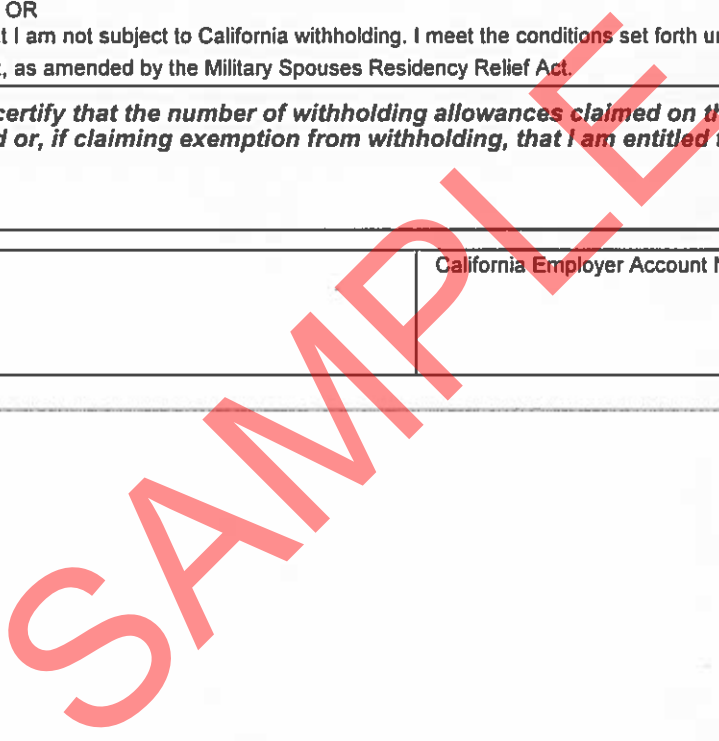 OR
t I am not subject to California withholding. I meet the conditions set forth un
, as amended by the Military Spouses Residency Relief Act.
certify that the number of withholding allowances claimed on th
d or, if claiming exemption from withholding, that I am entitled t
California Employer Account N
SAMPLE